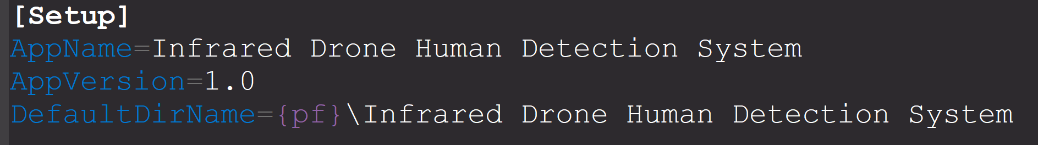 [Setup]
AppName=Infrared Drone Human Detection System
AppVersion=1.0
DefaultDirName={pf}\Infrared Drone Human Detection System